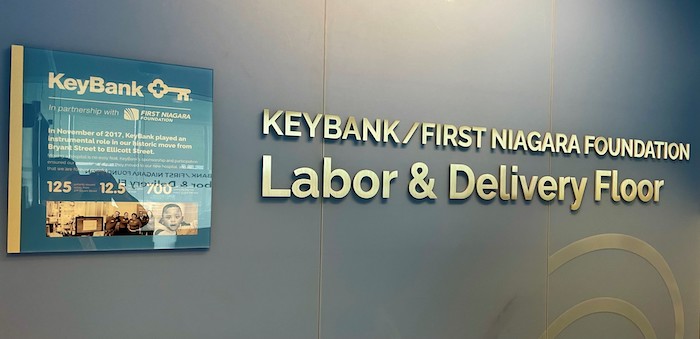 KeyBank
In partnership with FIRST NIAGARA
FOUNDATION
In November of 2017, KeyBank played an
instrumental role in our historic move from
Bryant Street to Ellicott Street.
125 12.5 700
KEYBANK/FIRST NIAGARA FOUNDATION
Labor & Delivery Floor